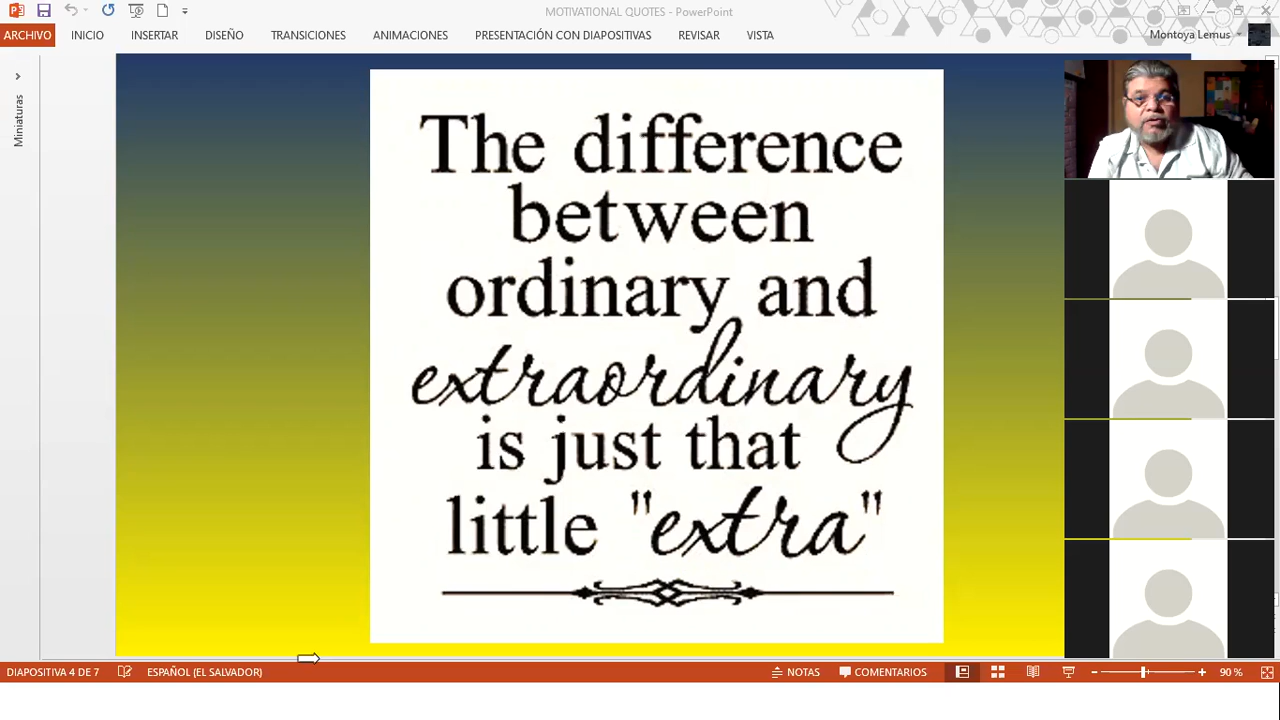 MOTIVATIONAL QUOTES - PowerPoint
?
ARCHIVO INICIO INSERTAR DISEÑO TRANSICIONES ANIMACIONES PRESENTACIÓN CON DIAPOSITIVAS REVISAR VISTA Montoya Lemus
Miniaturas
The difference
between
ordinary and
extraordinary
is just that
little "extra"
DIAPOSITIVA 4 DE 7 ESPAÑOL (EL SALVADOR) NOTAS COMENTARIOS 90 %